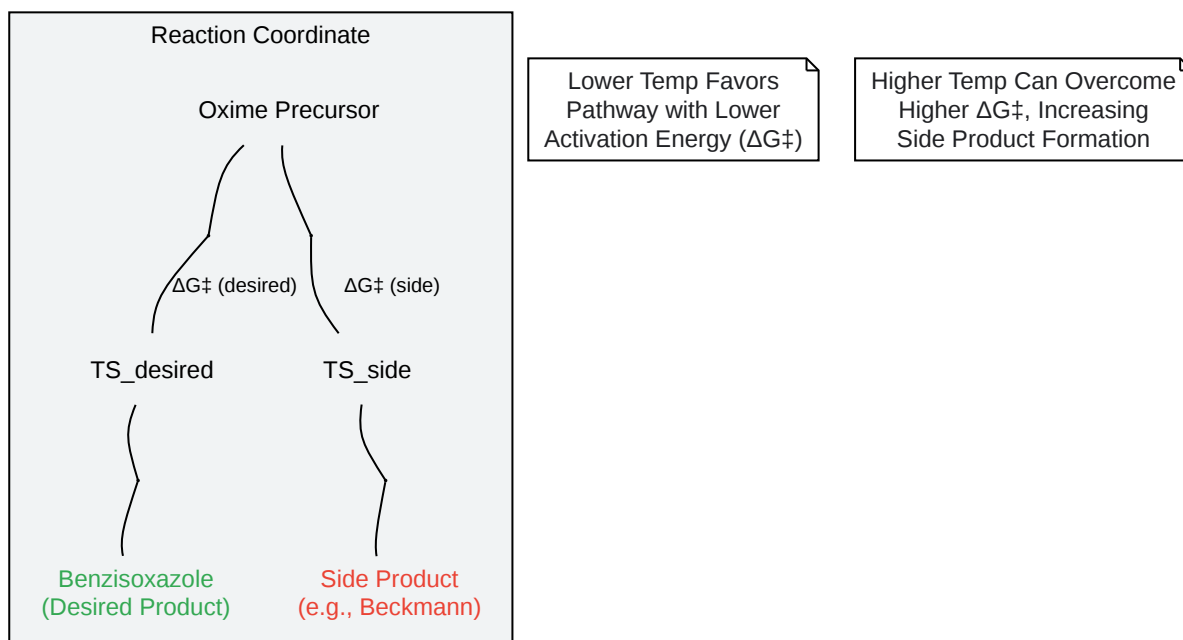 Reaction Coordinate
Oxime Precursor
ΔG‡ (desired)
ΔG‡ (side)
TS_desired
TS_side
Benzisoxazole
(Desired Product)
Side Product
(e.g., Beckmann)
Lower Temp Favors
Pathway with Lower
Activation Energy (ΔG‡)
Higher Temp Can Overcome
Higher ΔG‡, Increasing
Side Product Formation